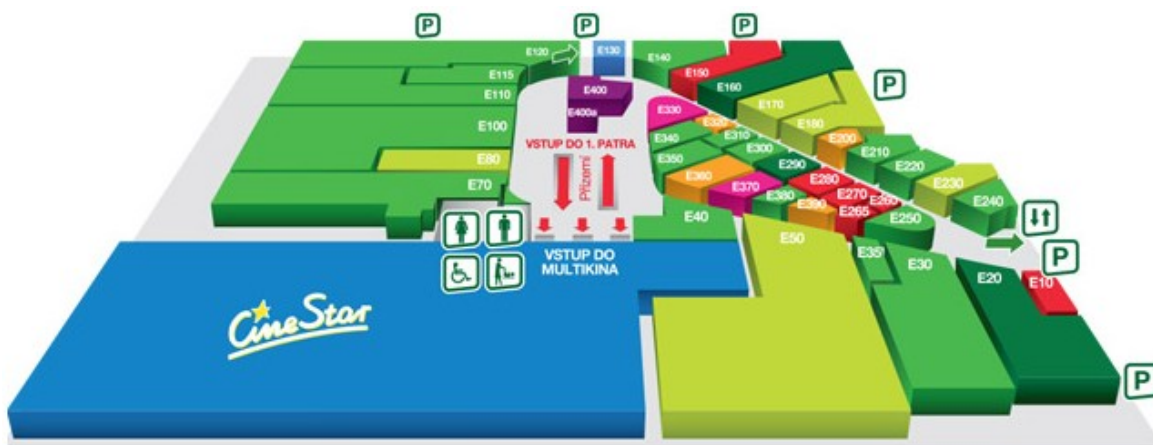 P
P
P
E120
E130
E140
E150
E115
E160
P
E110
E400
E170
E400a
E330
E180
E320
E100
E310
E200
VSTUP DO 1. PATRA
E340
E300
E210
E80
E350
E290
E220
Přízemí
E360
E280
E230
E70
E370
E270
E240
E380
E260
E390
E265
E40
E250
E50
VSTUP DO
MULTIKINA
E35
E30
P
E20
E10
CineStar
P